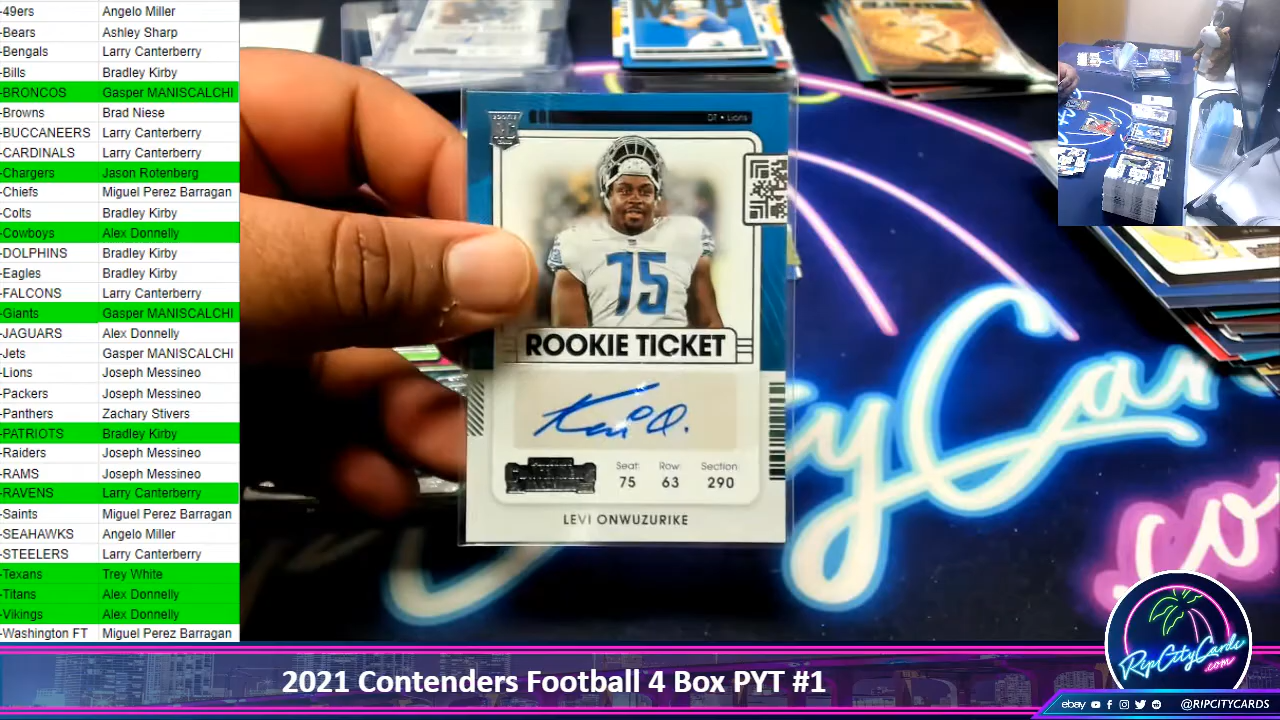 -49ers Angelo Miller
-Bears Ashley Sharp
-Bengals Larry Canterberry
-Bills Bradley Kirby
-BRONCOS Gasper MANISCALCHI
-Browns Brad Niese
-BUCCANEERS Larry Canterberry
-CARDINALS Larry Canterberry
-Chargers Jason Rotenberg
-Chiefs Miguel Perez Barragan
-Colts Bradley Kirby
-Cowboys Alex Donnelly
-DOLPHINS Bradley Kirby
-Eagles Bradley Kirby
-FALCONS Larry Canterberry
-Giants Gasper MANISCALCHI
-JAGUARS Alex Donnelly
-Jets Gasper MANISCALCHI
-Lions Joseph Messineo
-Packers Joseph Messineo
-Panthers Zachary Stivers
-PATRIOTS Bradley Kirby
-Raiders Joseph Messineo
-RAMS Joseph Messineo
-RAVENS Larry Canterberry
-Saints Miguel Perez Barragan
-SEAHAWKS Angelo Miller
-STEELERS Larry Canterberry
-Texans Trey White
-Titans Alex Donnelly
-Vikings Alex Donnelly
-Washington FT Miguel Perez Barragan
MVP
DT • Lions
75
ROOKIE TICKET
Seat: Row: Section:
75 63 290
LEVI ONWUZURIKE
RipCityCards
.com
2021 Contenders Football 4 Box PYT #1
ebay @RIPCITYCARDS